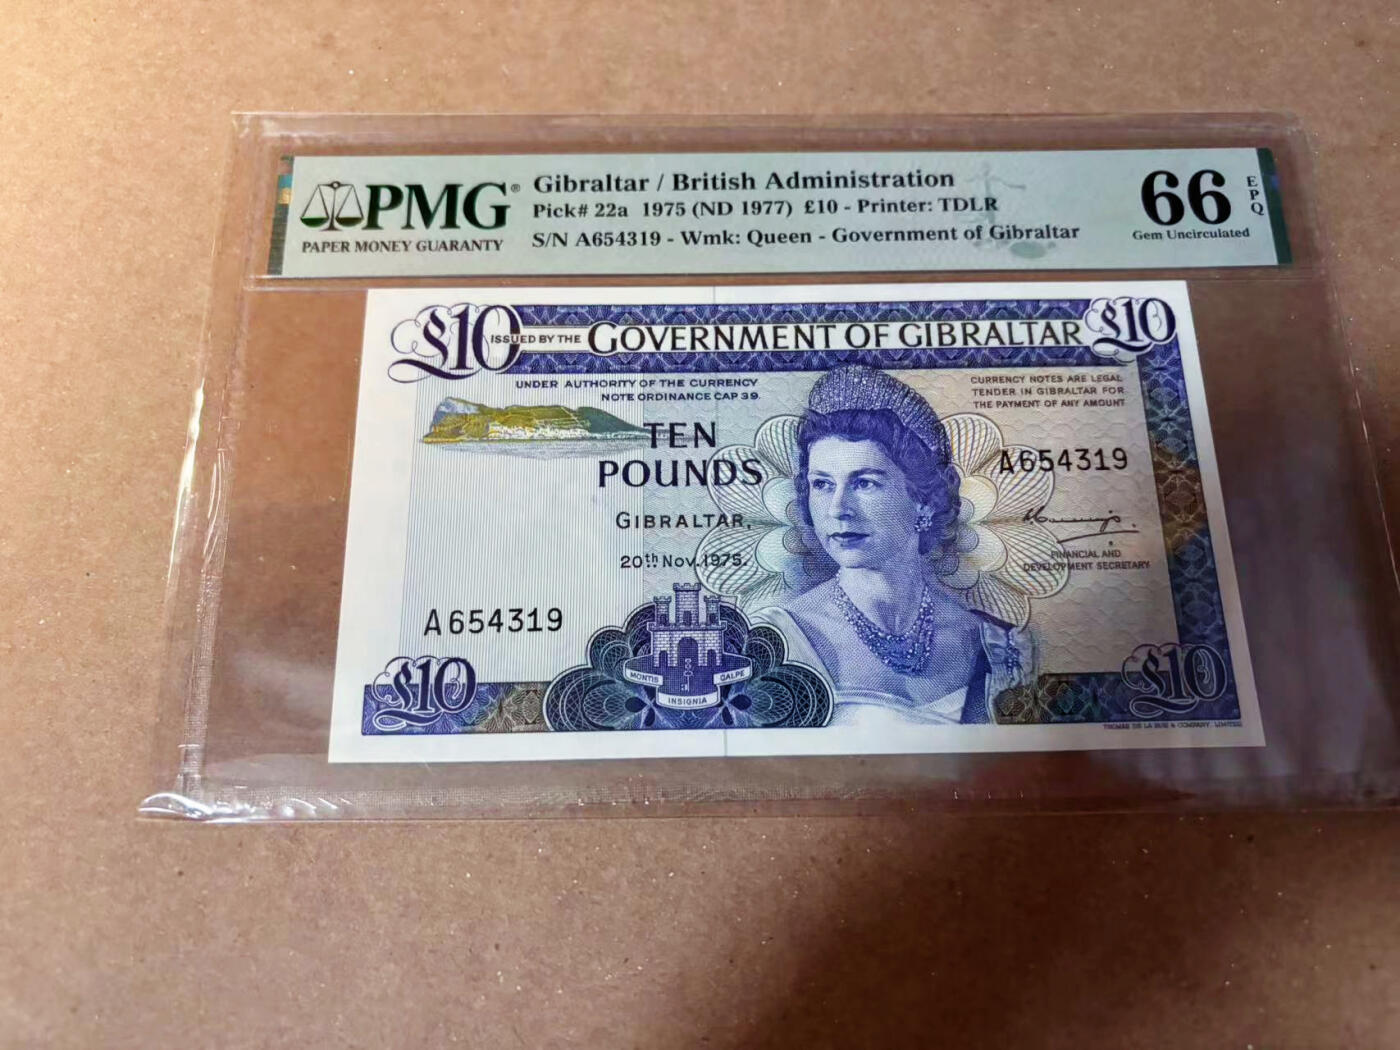 PMG®
PAPER MONEY GUARANTY
Gibraltar / British Administration
Pick# 22a 1975 (ND 1977) £10 - Printer: TDLR
S/N A654319 - Wmk: Queen - Government of Gibraltar
66 EPQ
Gem Uncirculated
£10 ISSUED BY THE GOVERNMENT OF GIBRALTAR £10
UNDER AUTHORITY OF THE CURRENCY
NOTE ORDINANCE CAP 39.
CURRENCY NOTES ARE LEGAL
TENDER IN GIBRALTAR FOR
THE PAYMENT OF ANY AMOUNT
TEN
POUNDS
A654319
GIBRALTAR,
20th Nov. 1975.
FINANCIAL AND
DEVELOPMENT SECRETARY
A654319
MONTIS CALPE
INSIGNIA
£10
£10
THOMAS DE LA RUE & COMPANY, LIMITED